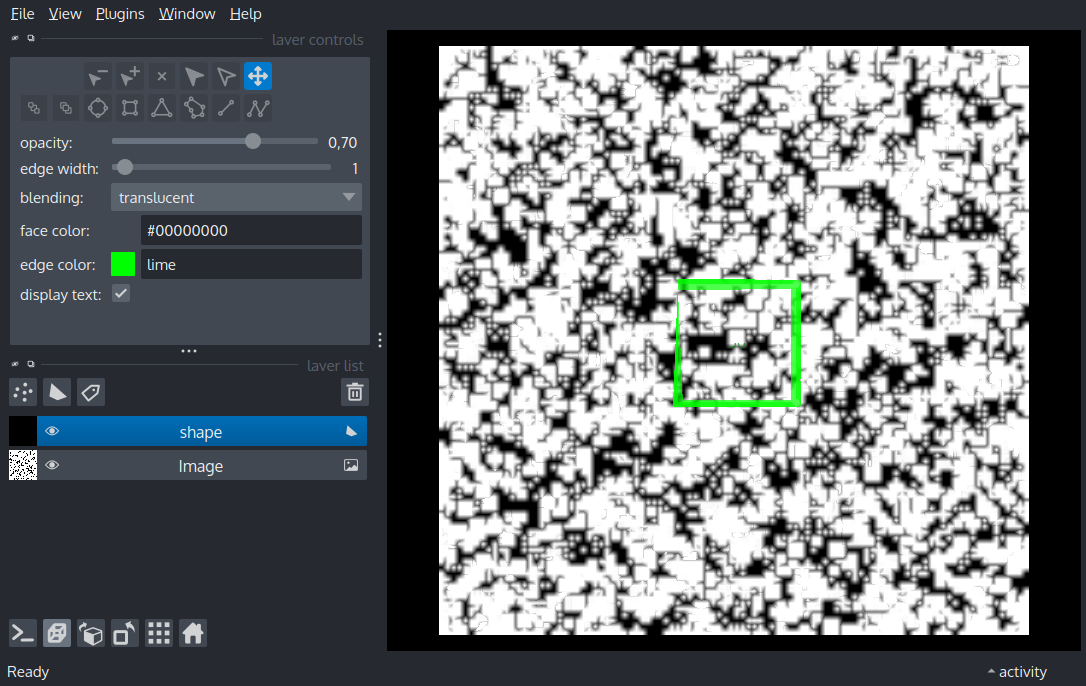 File View Plugins Window Help
layer controls
opacity: 0,70
edge width: 1
blending: translucent
face color: #00000000
edge color: lime
display text:
layer list
shape
Image
Ready
activity